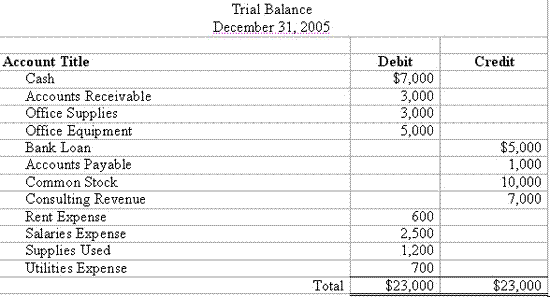 Trial Balance
December 31, 2005
Account Title Debit Credit
Cash $7,000
Accounts Receivable 3,000
Office Supplies 3,000
Office Equipment 5,000
Bank Loan $5,000
Accounts Payable 1,000
Common Stock 10,000
Consulting Revenue 7,000
Rent Expense 600
Salaries Expense 2,500
Supplies Used 1,200
Utilities Expense 700
Total $23,000 $23,000